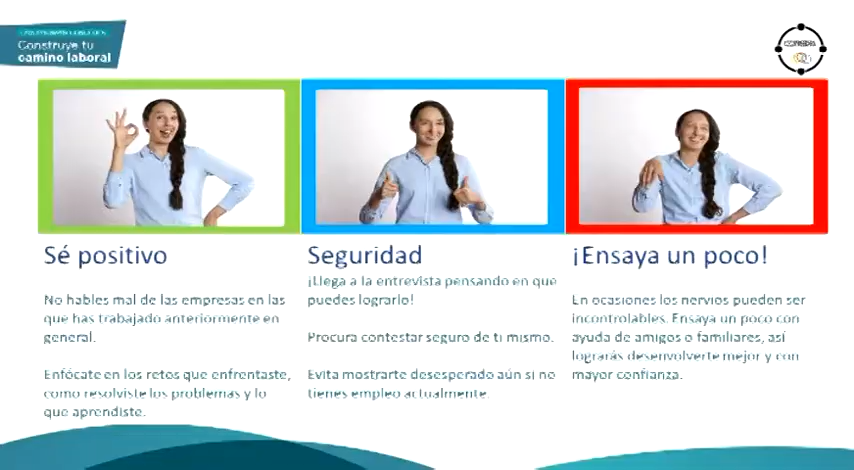 Construye tu
camino laboral
Sé positivo
No hables mal de las empresas en las
que has trabajado anteriormente en
general.
Enfócate en los retos que enfrentaste,
como resolviste los problemas y lo
que aprendiste.
Seguridad
¡Llega a la entrevista pensando en que
puedes lograrlo!
Procura contestar seguro de ti mismo.
Evita mostrarte desesperado aún si no
tienes empleo actualmente.
¡Ensaya un poco!
En ocasiones los nervios pueden ser
incontrolables. Ensaya un poco con
ayuda de amigos o familiares, así
lograrás desenvolverte mejor y con
mayor confianza.